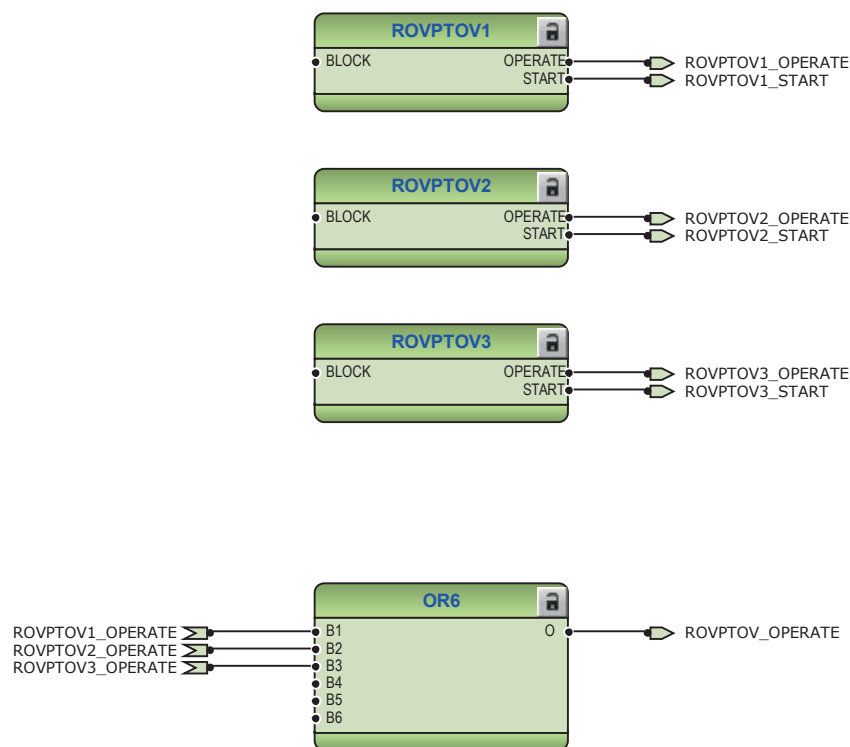 ROVPTOV1
BLOCK OPERATE ROVPTOV1_OPERATE
START ROVPTOV1_START
ROVPTOV2
BLOCK OPERATE ROVPTOV2_OPERATE
START ROVPTOV2_START
ROVPTOV3
BLOCK OPERATE ROVPTOV3_OPERATE
START ROVPTOV3_START
OR6
ROVPTOV1_OPERATE B1 O ROVPTOV_OPERATE
ROVPTOV2_OPERATE B2
ROVPTOV3_OPERATE B3
B4
B5
B6